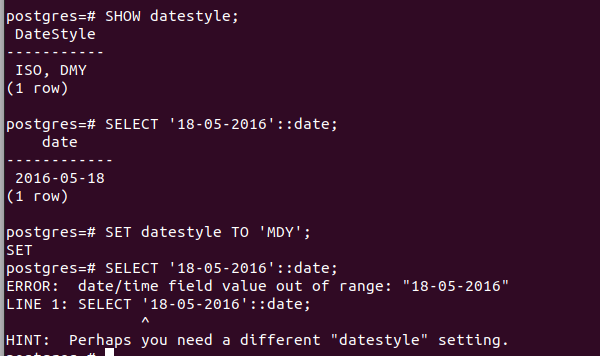 postgres=# SHOW datestyle;
 DateStyle
-----------
 ISO, DMY
(1 row)
postgres=# SELECT '18-05-2016'::date;
    date
------------
 2016-05-18
(1 row)
postgres=# SET datestyle TO 'MDY';
SET
postgres=# SELECT '18-05-2016'::date;
ERROR:  date/time field value out of range: "18-05-2016"
LINE 1: SELECT '18-05-2016'::date;
               ^
HINT:  Perhaps you need a different "datestyle" setting.
postgres=#